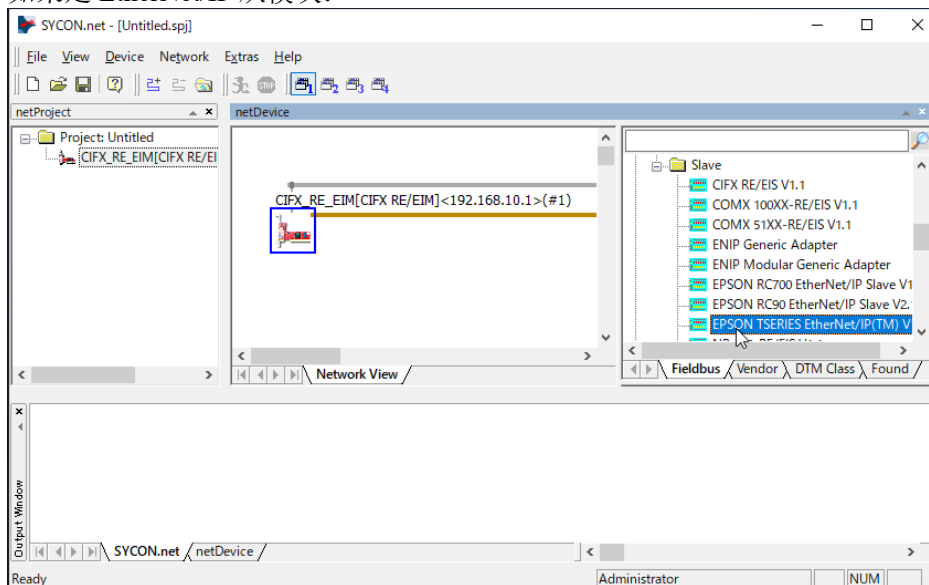 SYCON.net - [Untitled.spj]
File View Device Network Extras Help
netProject
netDevice
Project: Untitled
CIFX_RE_EIM[CIFX RE/EI
CIFX_RE_EIM[CIFX RE/EIM]<192.168.10.1>(#1)
Slave
CIFX RE/EIS V1.1
COMX 100XX-RE/EIS V1.1
COMX 51XX-RE/EIS V1.1
ENIP Generic Adapter
ENIP Modular Generic Adapter
EPSON RC700 EtherNet/IP Slave V1
EPSON RC90 EtherNet/IP Slave V2.
EPSON TSERIES EtherNet/IP(TM) V
Network View
Fieldbus Vendor DTM Class Found
Output Window
SYCON.net netDevice
Ready Administrator NUM